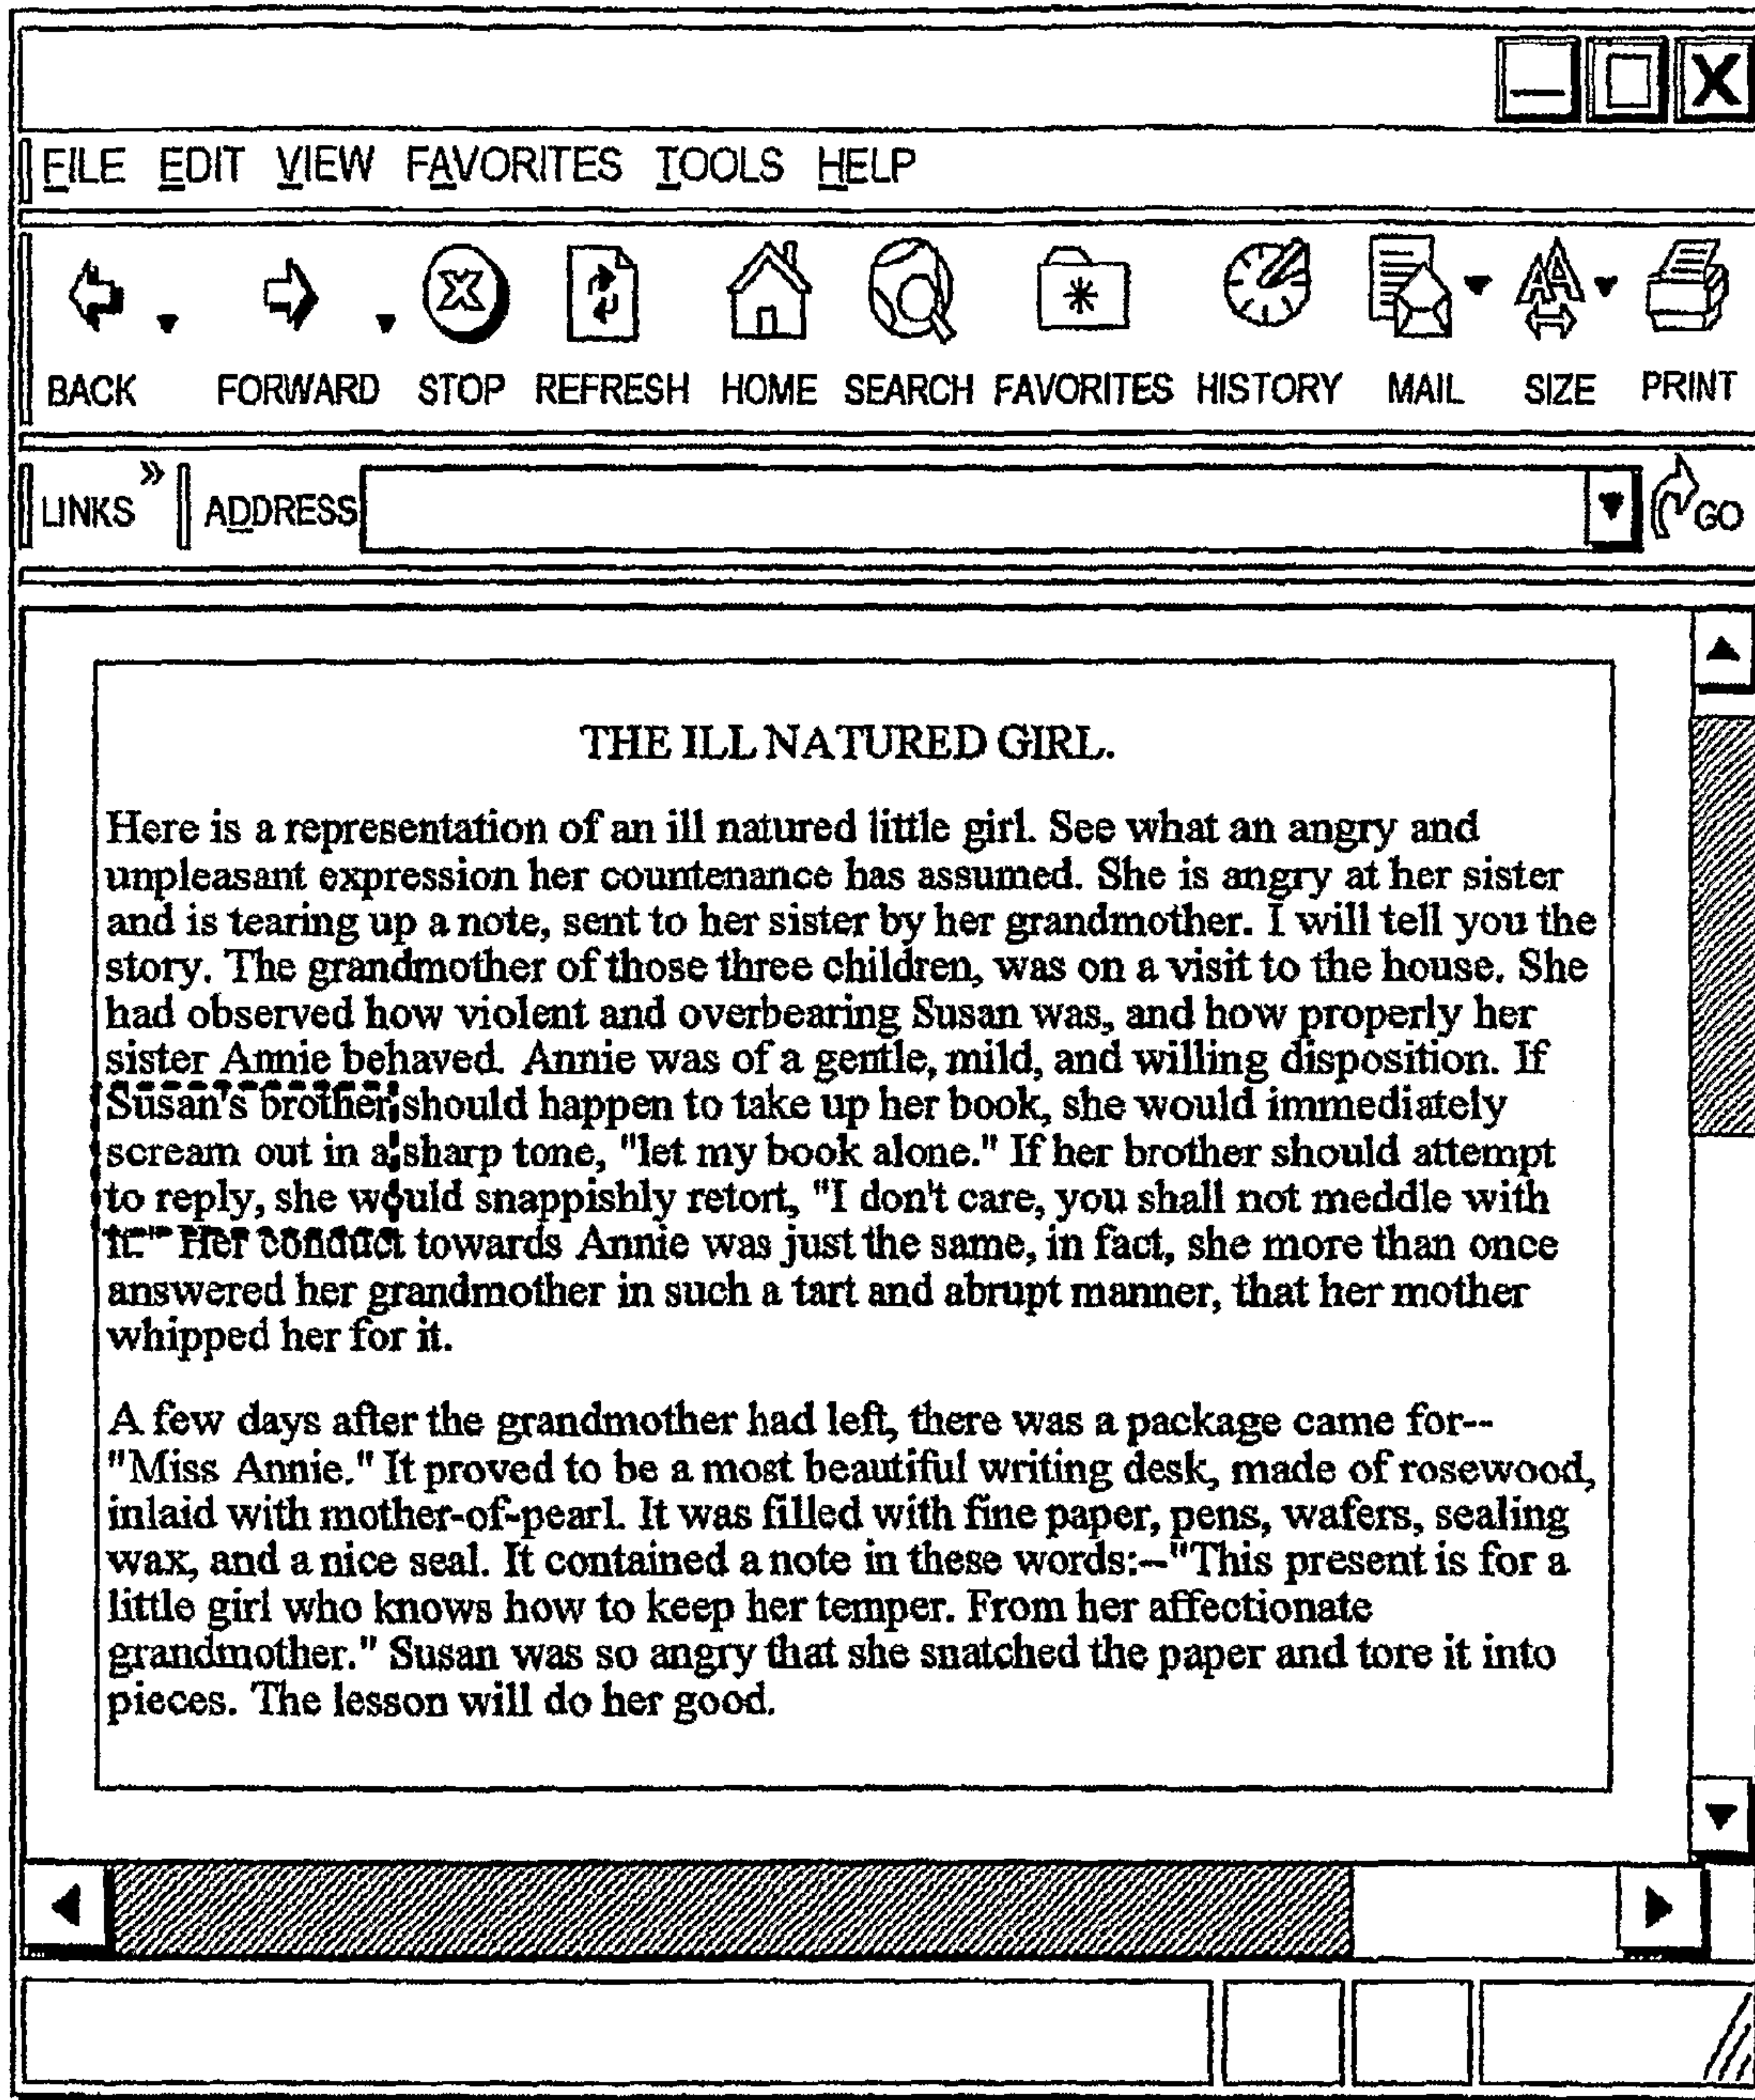 FILE EDIT VIEW FAVORITES TOOLS HELP
BACK FORWARD STOP REFRESH HOME SEARCH FAVORITES HISTORY MAIL SIZE PRINT
LINKS » ADDRESS GO
THE ILL NATURED GIRL.
Here is a representation of an ill natured little girl. See what an angry and
unpleasant expression her countenance has assumed. She is angry at her sister
and is tearing up a note, sent to her sister by her grandmother. I will tell you the
story. The grandmother of those three children, was on a visit to the house. She
had observed how violent and overbearing Susan was, and how properly her
sister Annie behaved. Annie was of a gentle, mild, and willing disposition. If
Susan's brother should happen to take up her book, she would immediately
scream out in a sharp tone, "let my book alone." If her brother should attempt
to reply, she would snappishly retort, "I don't care, you shall not meddle with
it." Her conduct towards Annie was just the same, in fact, she more than once
answered her grandmother in such a tart and abrupt manner, that her mother
whipped her for it.
A few days after the grandmother had left, there was a package came for--
"Miss Annie." It proved to be a most beautiful writing desk, made of rosewood,
inlaid with mother-of-pearl. It was filled with fine paper, pens, wafers, sealing
wax, and a nice seal. It contained a note in these words:--"This present is for a
little girl who knows how to keep her temper. From her affectionate
grandmother." Susan was so angry that she snatched the paper and tore it into
pieces. The lesson will do her good.